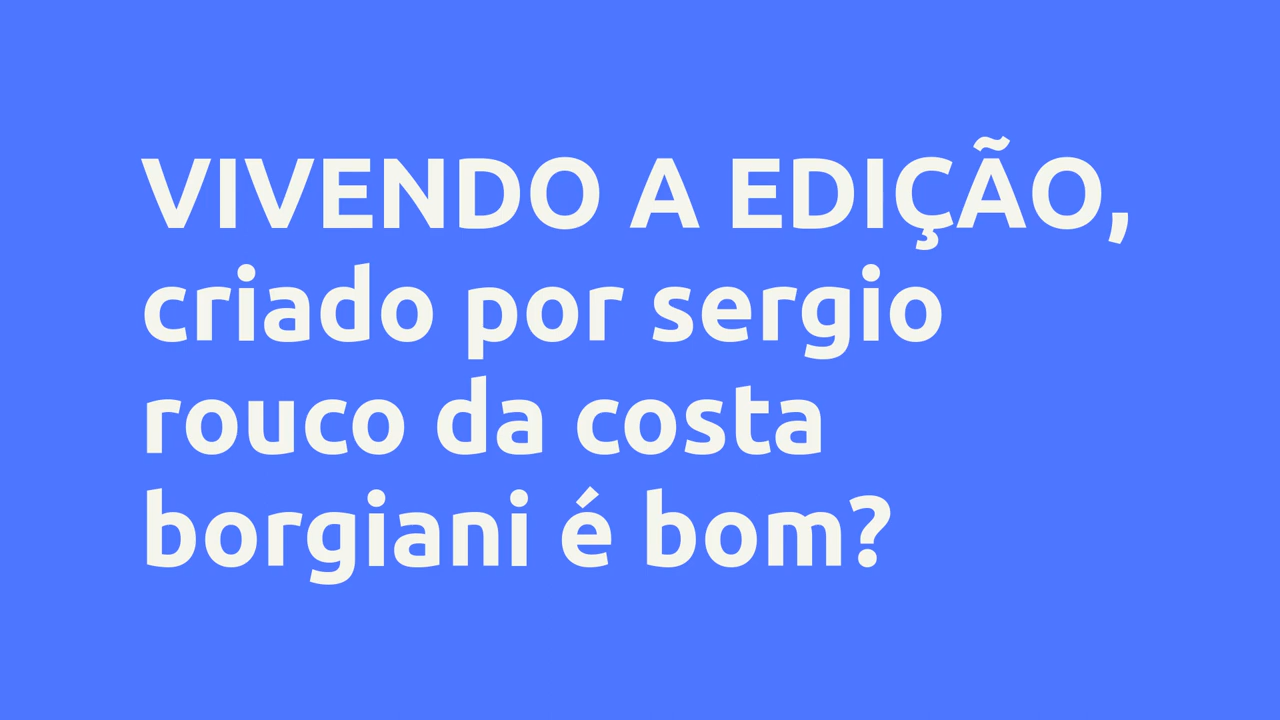 VIVENDO A EDIÇÃO,
criado por sergio
rouco da costa
borgiani é bom?